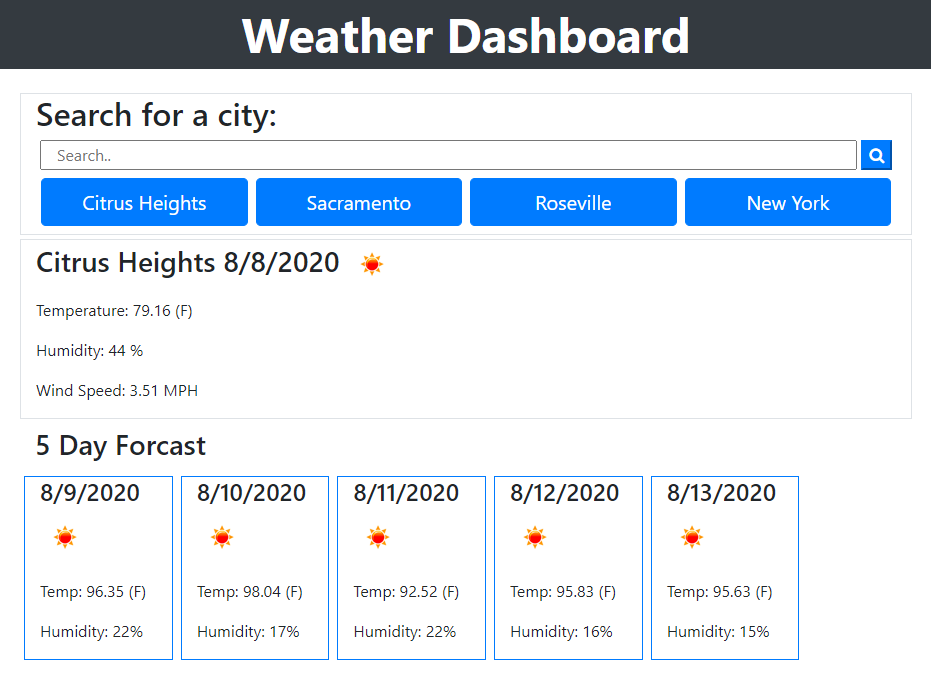 Weather Dashboard
Search for a city:
Search..
Citrus Heights Sacramento Roseville New York
Citrus Heights 8/8/2020
Temperature: 79.16 (F)
Humidity: 44 %
Wind Speed: 3.51 MPH
5 Day Forcast
8/9/2020 8/10/2020 8/11/2020 8/12/2020 8/13/2020
Temp: 96.35 (F) Temp: 98.04 (F) Temp: 92.52 (F) Temp: 95.83 (F) Temp: 95.63 (F)
Humidity: 22% Humidity: 17% Humidity: 22% Humidity: 16% Humidity: 15%